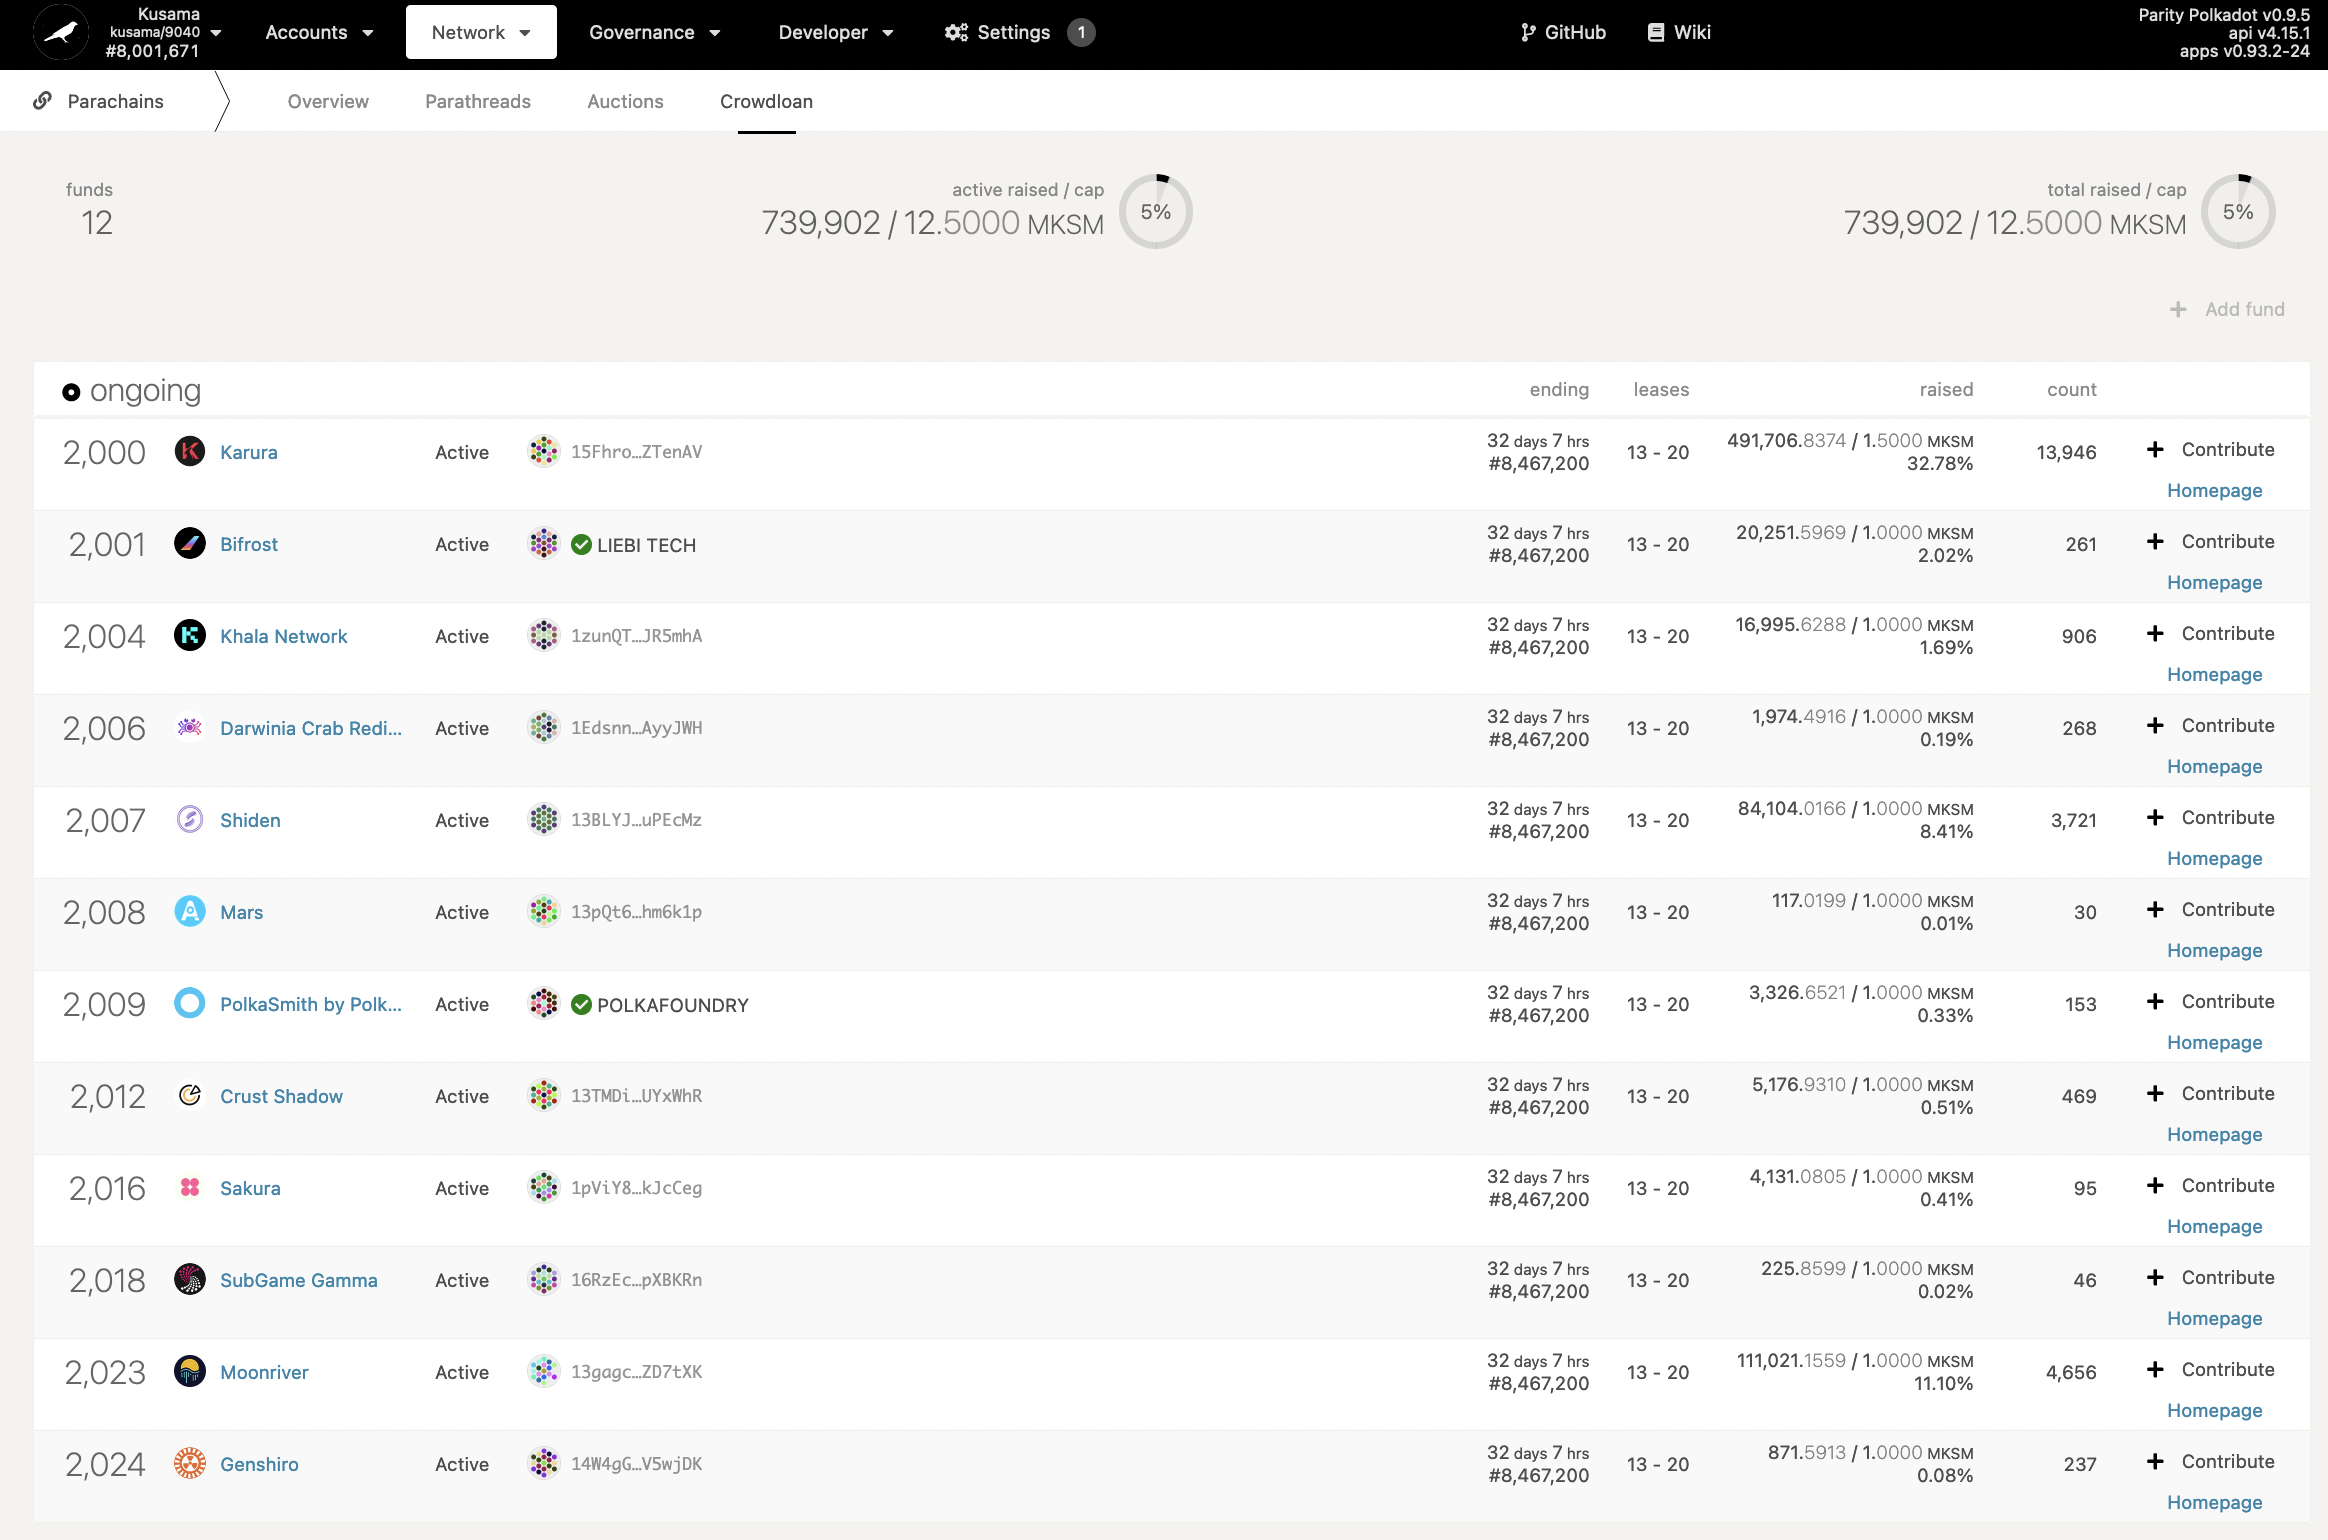 Kusama
kusama/9040
#8,001,671
Accounts
Network
Governance
Developer
Settings 1
GitHub
Wiki
Parity Polkadot v0.9.5
api v4.15.1
apps v0.93.2-24
Parachains
Overview
Parathreads
Auctions
Crowdloan
funds
12
active raised / cap
739,902 / 12.5000 MKSM
5%
total raised / cap
739,902 / 12.5000 MKSM
5%
+ Add fund
ongoing ending leases raised count
2,000 Karura Active 15Fhro…ZTenAV 32 days 7 hrs 13 - 20 491,706.8374 / 1.5000 MKSM 13,946 + Contribute
#8,467,200 32.78%
Homepage
2,001 Bifrost Active LIEBI TECH 32 days 7 hrs 13 - 20 20,251.5969 / 1.0000 MKSM 261 + Contribute
#8,467,200 2.02%
Homepage
2,004 Khala Network Active 1zunQT…JR5mhA 32 days 7 hrs 13 - 20 16,995.6288 / 1.0000 MKSM 906 + Contribute
#8,467,200 1.69%
Homepage
2,006 Darwinia Crab Redi... Active 1Edsnn…AyyJWH 32 days 7 hrs 13 - 20 1,974.4916 / 1.0000 MKSM 268 + Contribute
#8,467,200 0.19%
Homepage
2,007 Shiden Active 13BLYJ…uPEcMz 32 days 7 hrs 13 - 20 84,104.0166 / 1.0000 MKSM 3,721 + Contribute
#8,467,200 8.41%
Homepage
2,008 Mars Active 13pQt6…hm6k1p 32 days 7 hrs 13 - 20 117.0199 / 1.0000 MKSM 30 + Contribute
#8,467,200 0.01%
Homepage
2,009 PolkaSmith by Polk... Active POLKAFOUNDRY 32 days 7 hrs 13 - 20 3,326.6521 / 1.0000 MKSM 153 + Contribute
#8,467,200 0.33%
Homepage
2,012 Crust Shadow Active 13TMDi…UYxWhR 32 days 7 hrs 13 - 20 5,176.9310 / 1.0000 MKSM 469 + Contribute
#8,467,200 0.51%
Homepage
2,016 Sakura Active 1pViY8…kJcCeg 32 days 7 hrs 13 - 20 4,131.0805 / 1.0000 MKSM 95 + Contribute
#8,467,200 0.41%
Homepage
2,018 SubGame Gamma Active 16RzEc…pXBKRn 32 days 7 hrs 13 - 20 225.8599 / 1.0000 MKSM 46 + Contribute
#8,467,200 0.02%
Homepage
2,023 Moonriver Active 13gagc…ZD7tXK 32 days 7 hrs 13 - 20 111,021.1559 / 1.0000 MKSM 4,656 + Contribute
#8,467,200 11.10%
Homepage
2,024 Genshiro Active 14W4gG…V5wjDK 32 days 7 hrs 13 - 20 871.5913 / 1.0000 MKSM 237 + Contribute
#8,467,200 0.08%
Homepage